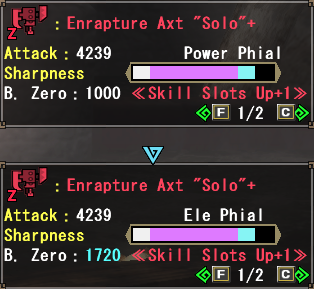 Z : Enrapture Axt "Solo"+
Attack : 4239 Power Phial
Sharpness
B. Zero : 1000 ≪Skill Slots Up+1≫
F 1/2 C
Z : Enrapture Axt "Solo"+
Attack : 4239 Ele Phial
Sharpness
B. Zero : 1720 ≪Skill Slots Up+1≫
F 1/2 C